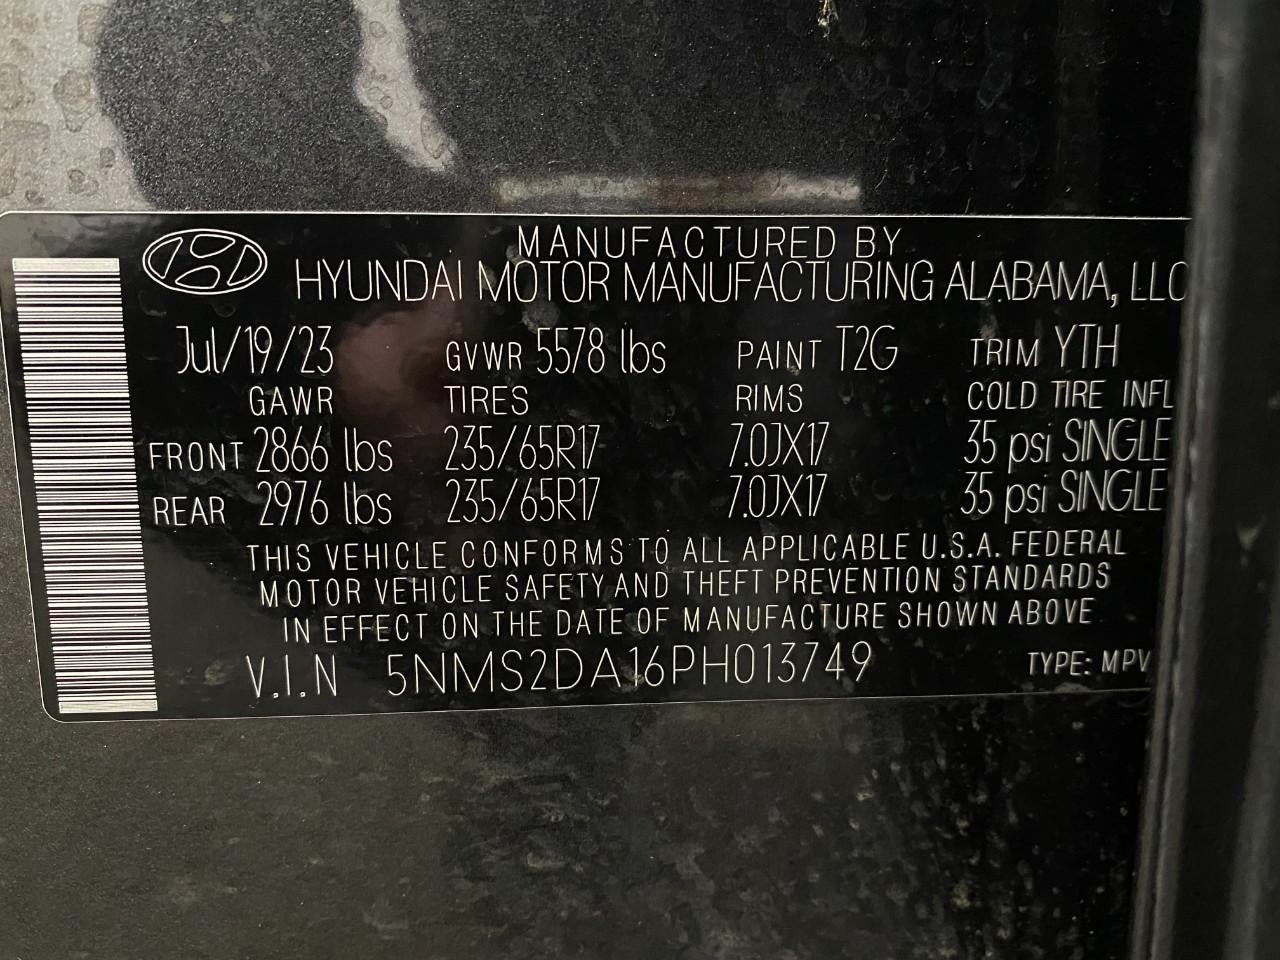 MANUFACTURED BY
HYUNDAI MOTOR MANUFACTURING ALABAMA, LLC
Jul/19/23 GVWR 5578 lbs PAINT T2G TRIM YTH
GAWR TIRES RIMS COLD TIRE INFL
FRONT 2866 lbs 235/65R17 7.0JX17 35 psi SINGLE
REAR 2976 lbs 235/65R17 7.0JX17 35 psi SINGLE
THIS VEHICLE CONFORMS TO ALL APPLICABLE U.S.A. FEDERAL
MOTOR VEHICLE SAFETY AND THEFT PREVENTION STANDARDS
IN EFFECT ON THE DATE OF MANUFACTURE SHOWN ABOVE
V.I.N 5NMS2DA16PH013749 TYPE: MPV